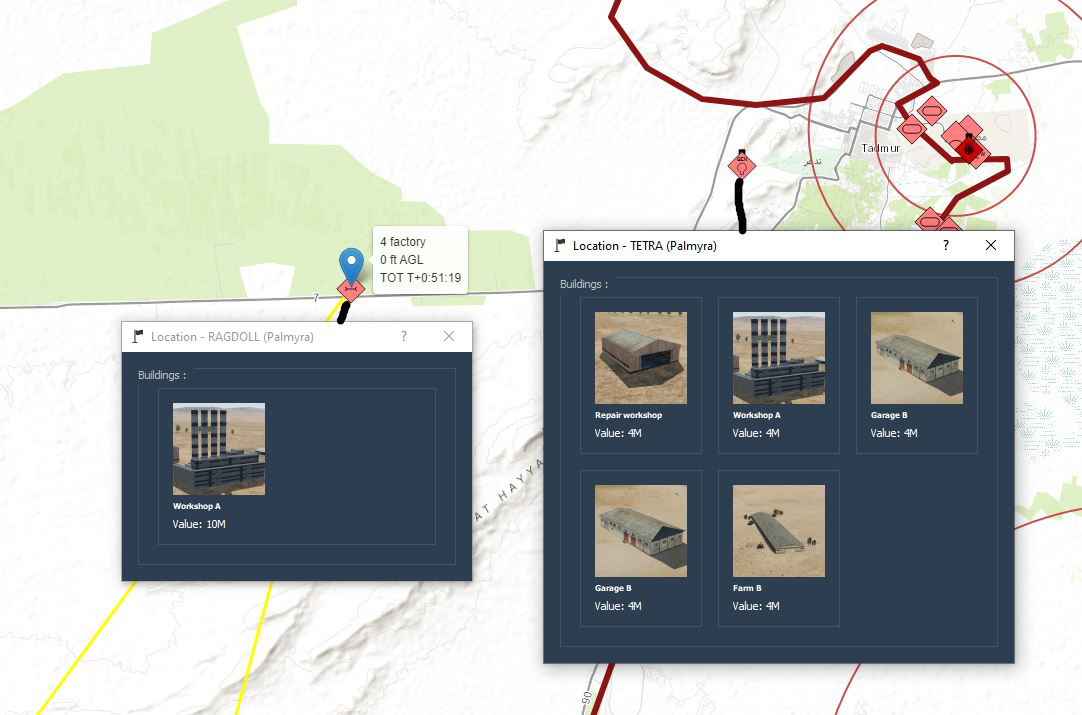 Tadmur
تدمر
GEN
4 factory
0 ft AGL
TOT T+0:51:19
7
Location - TETRA (Palmyra)
?
Buildings :
Repair workshop
Value: 4M
Workshop A
Value: 4M
Garage B
Value: 4M
Garage B
Value: 4M
Farm B
Value: 4M
Location - RAGDOLL (Palmyra)
?
Buildings :
Workshop A
Value: 10M
AT HAYYA
90